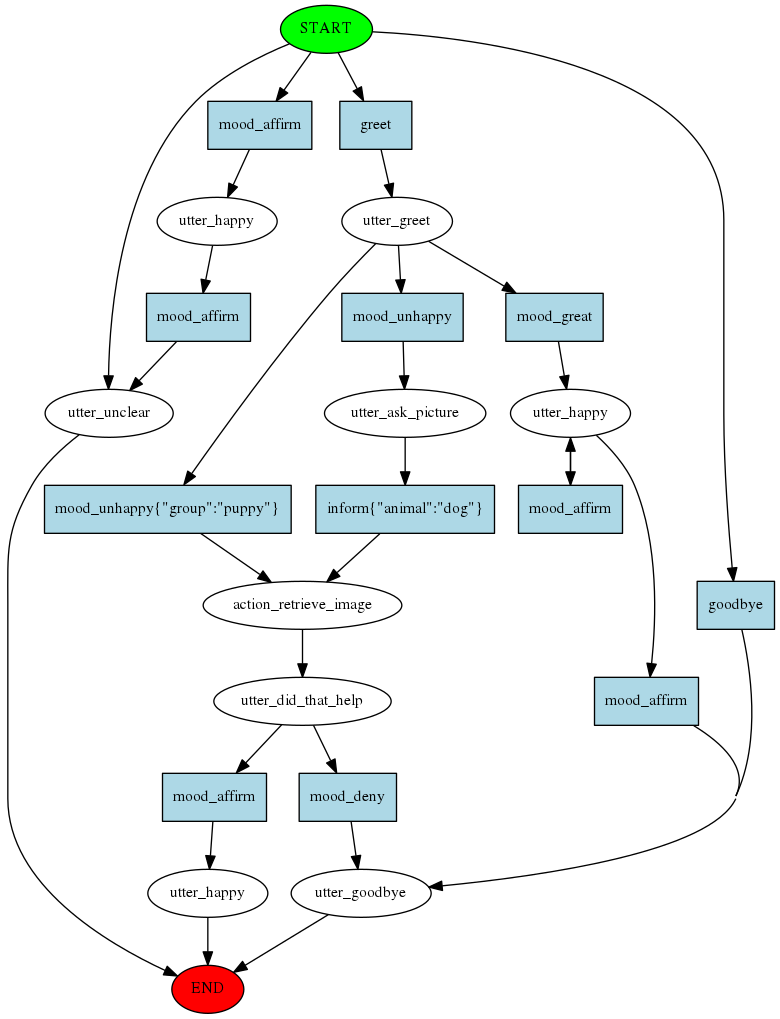 START
mood_affirm
greet
utter_happy
utter_greet
mood_affirm
mood_unhappy
mood_great
utter_unclear
utter_ask_picture
utter_happy
mood_unhappy{"group":"puppy"}
inform{"animal":"dog"}
mood_affirm
action_retrieve_image
goodbye
utter_did_that_help
mood_affirm
mood_affirm
mood_deny
utter_happy
utter_goodbye
END